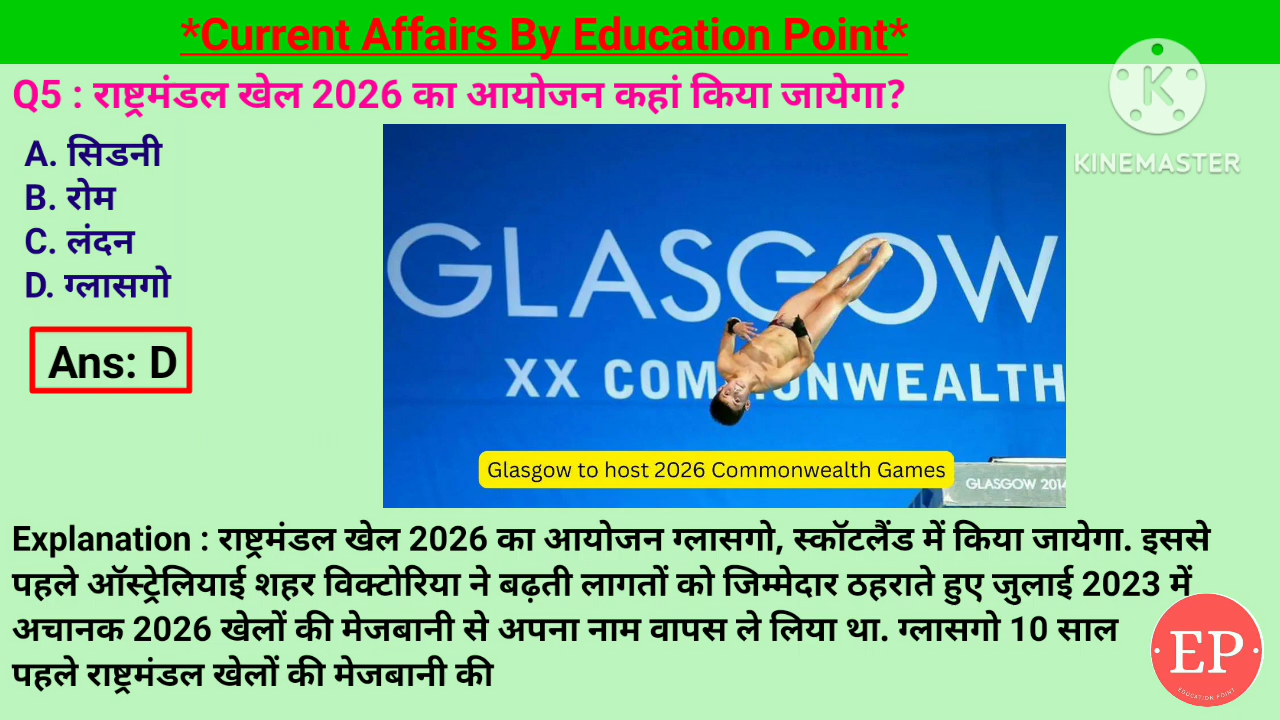 *Current Affairs By Education Point*
Q5 : राष्ट्रमंडल खेल 2026 का आयोजन कहां किया जायेगा?
K
KINEMASTER
A. सिडनी
B. रोम
C. लंदन
D. ग्लासगो
Ans: D
GLASGOW
XX COMMONWEALTH
Glasgow to host 2026 Commonwealth Games
GLASGOW 2014
Explanation : राष्ट्रमंडल खेल 2026 का आयोजन ग्लासगो, स्कॉटलैंड में किया जायेगा. इससे
पहले ऑस्ट्रेलियाई शहर विक्टोरिया ने बढ़ती लागतों को जिम्मेदार ठहराते हुए जुलाई 2023 में
अचानक 2026 खेलों की मेजबानी से अपना नाम वापस ले लिया था. ग्लासगो 10 साल
पहले राष्ट्रमंडल खेलों की मेजबानी की
EP
EDUCATION POINT